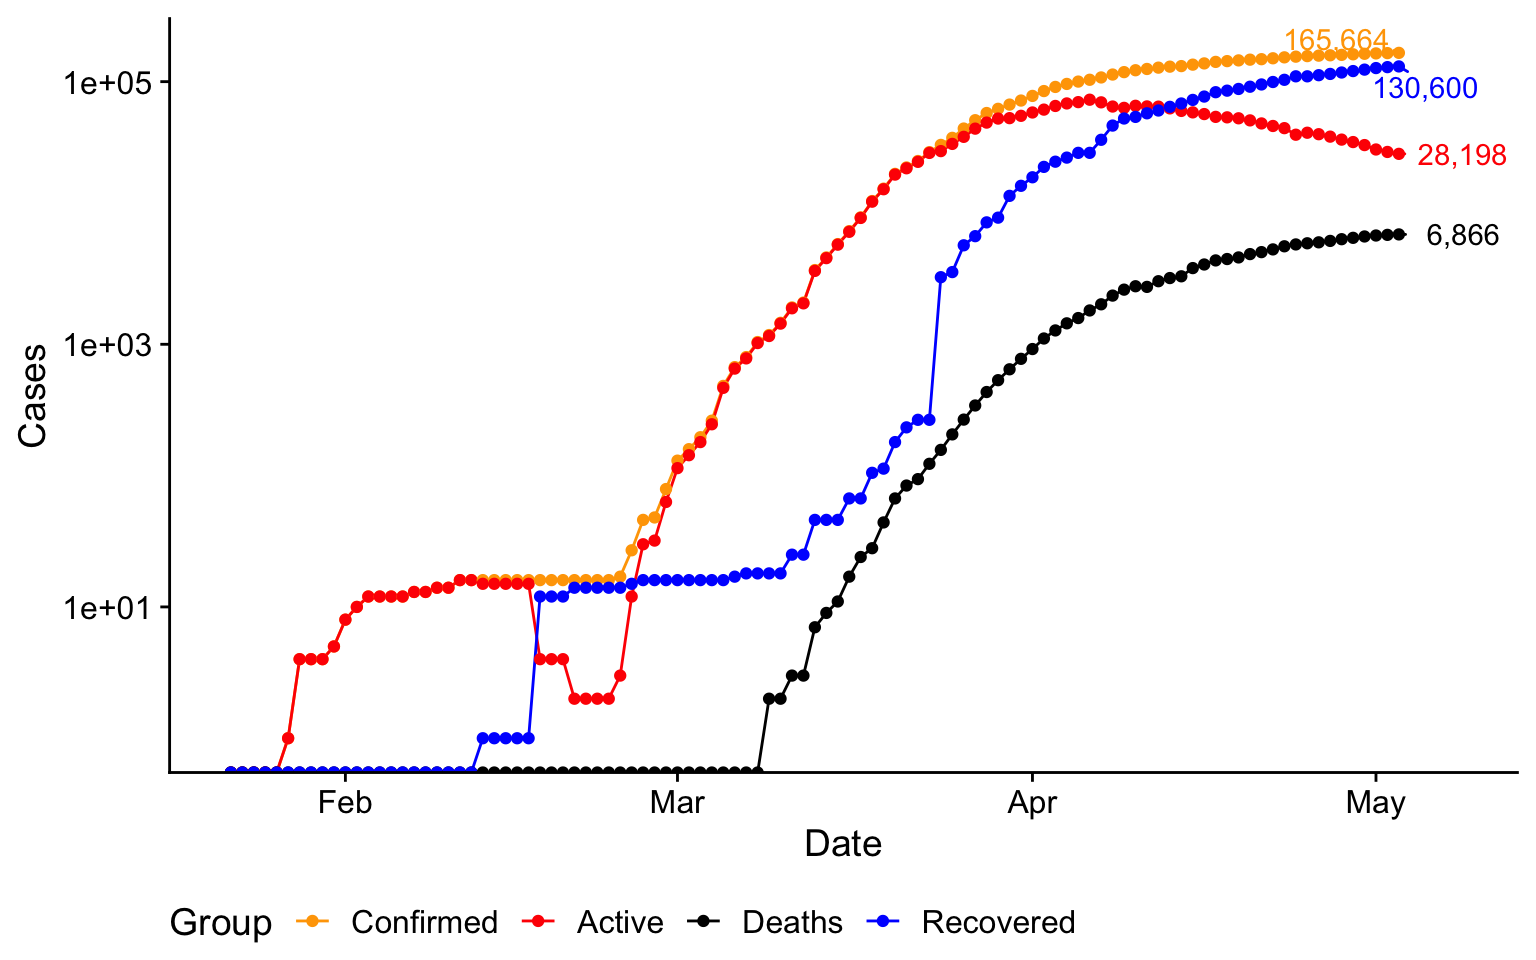 165,664
1e+05
130,600
28,198
6,866
1e+03
Cases
1e+01
Feb Mar Apr May
Date
Group Confirmed Active Deaths Recovered